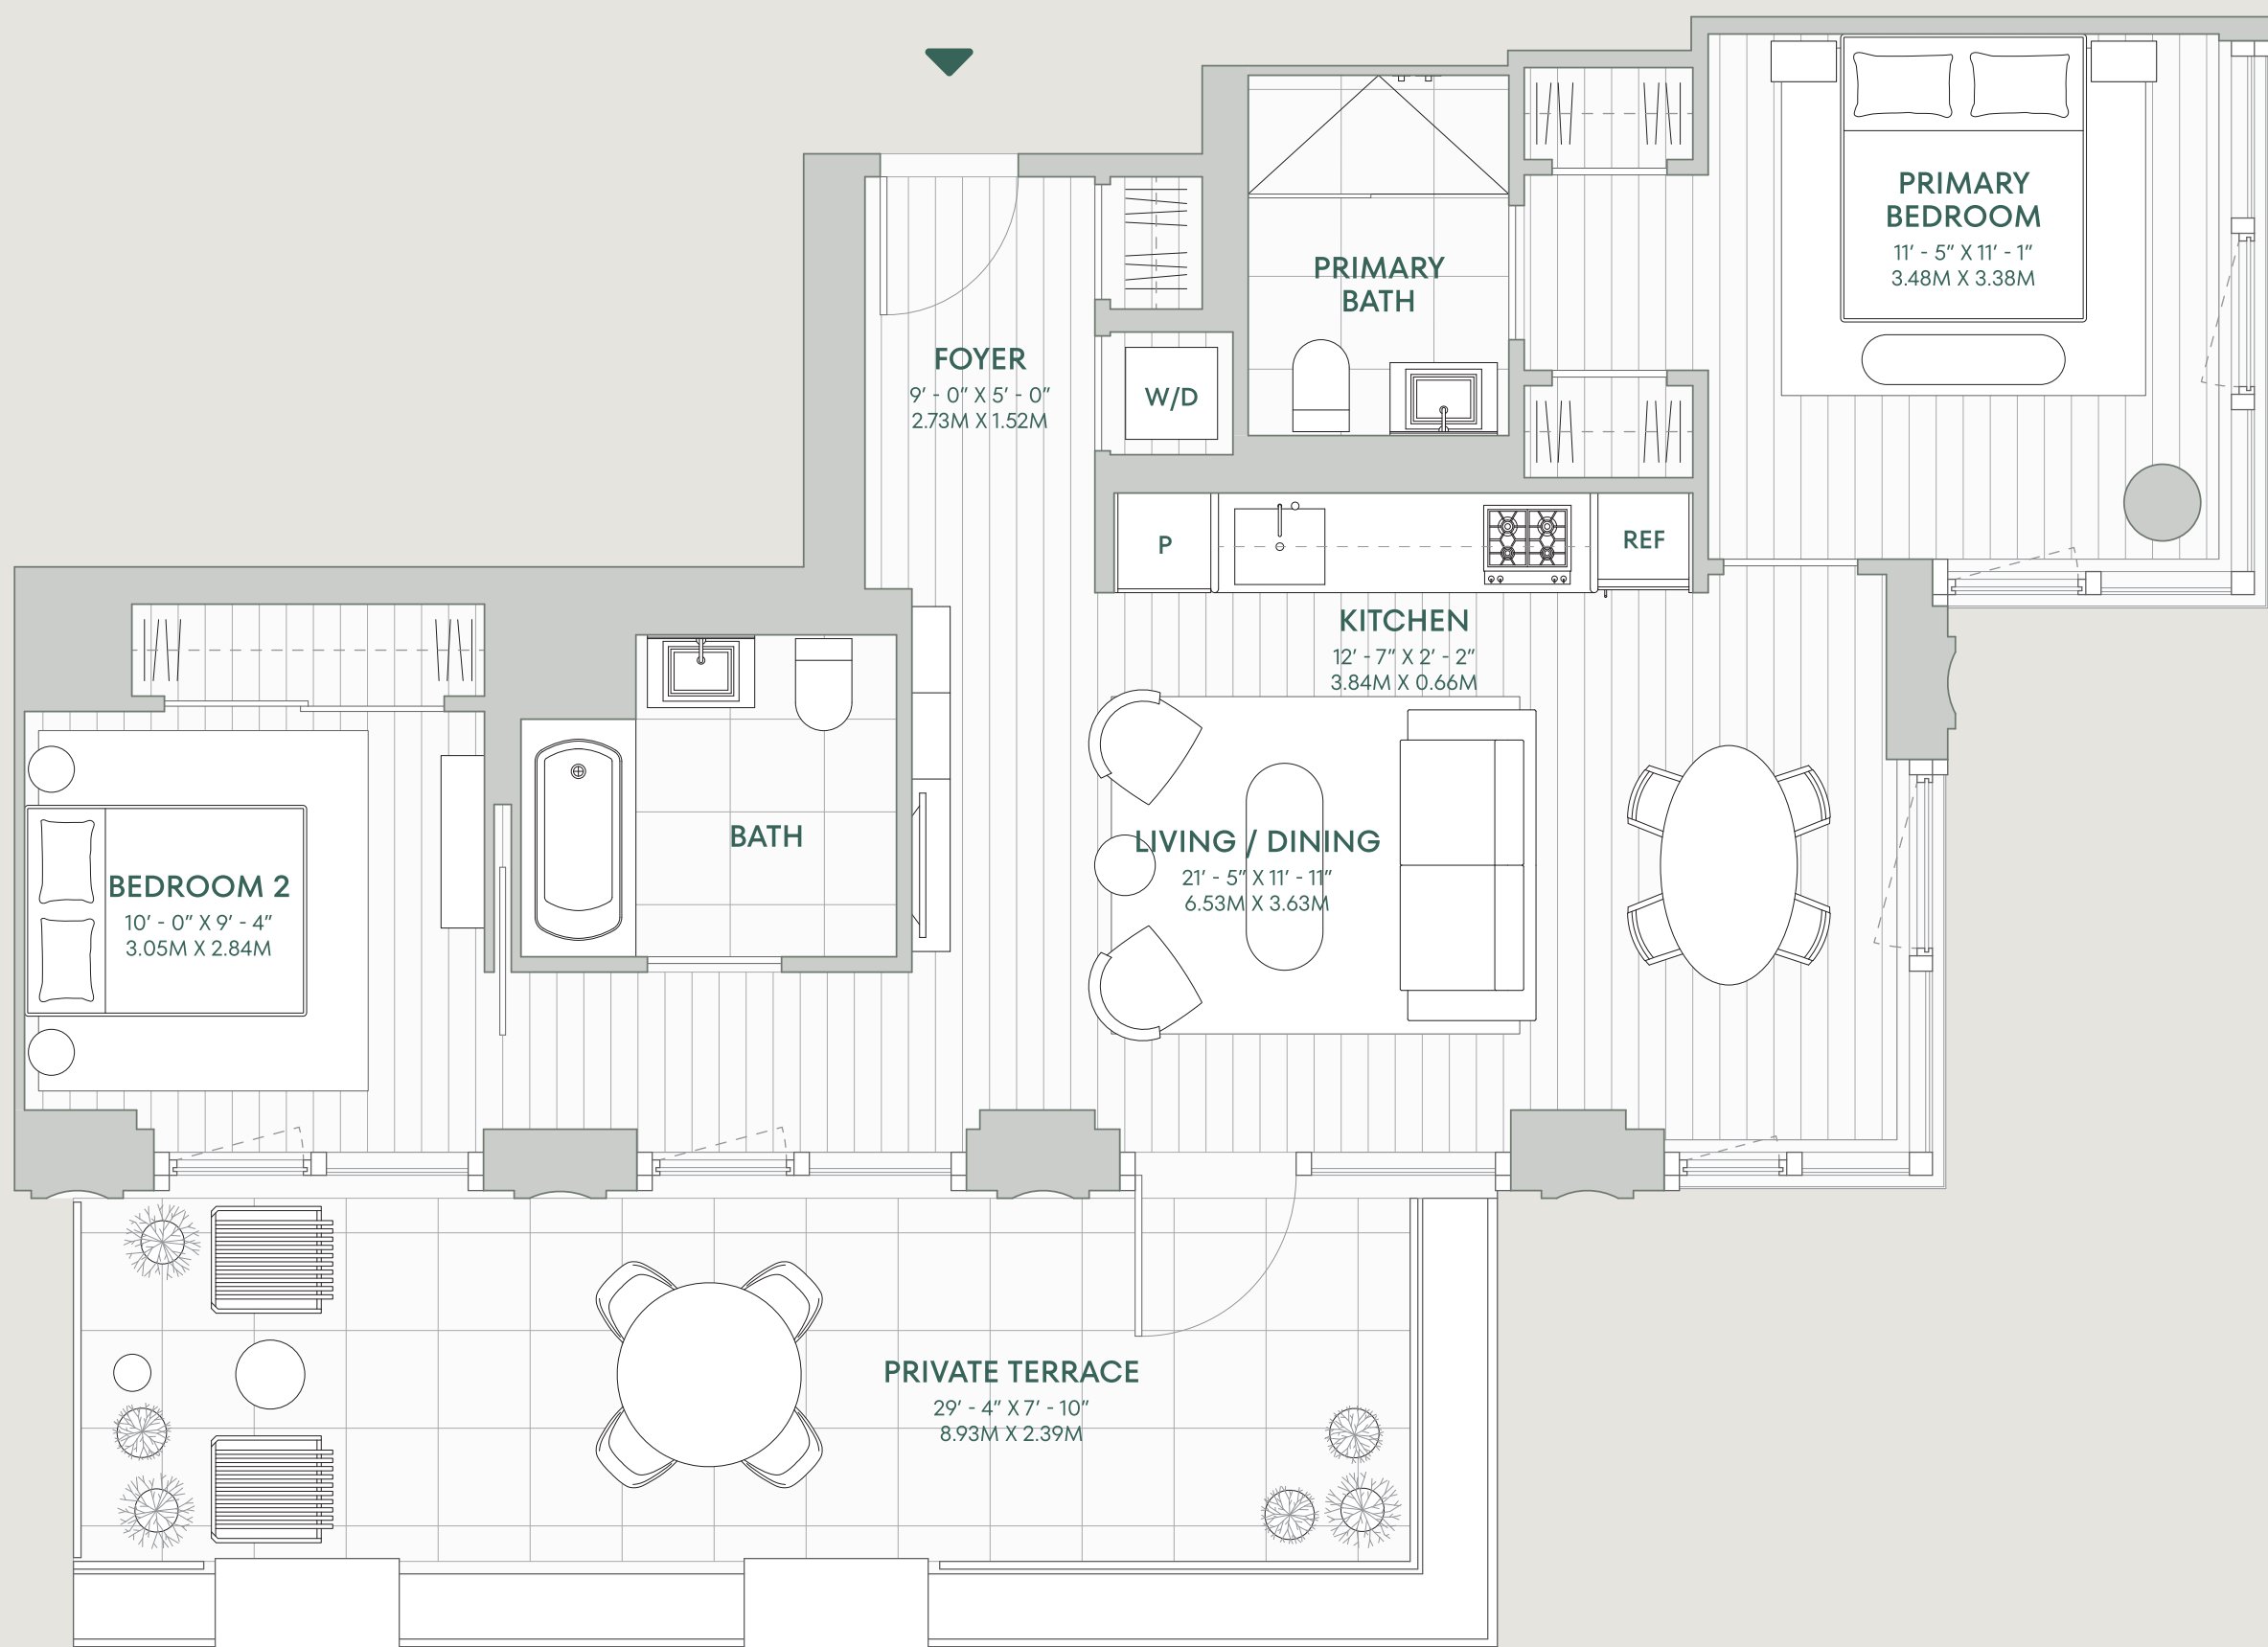 PRIMARY
BEDROOM
11’ - 5” X 11’ - 1”
3.48M X 3.38M
PRIMARY
BATH
FOYER
9’ - 0” X 5’ - 0”
2.73M X 1.52M
W/D
P
REF
KITCHEN
12’ - 7” X 2’ - 2”
3.84M X 0.66M
BATH
LIVING / DINING
21’ - 5” X 11’ - 11”
6.53M X 3.63M
BEDROOM 2
10’ - 0” X 9’ - 4”
3.05M X 2.84M
PRIVATE TERRACE
29’ - 4” X 7’ - 10”
8.93M X 2.39M